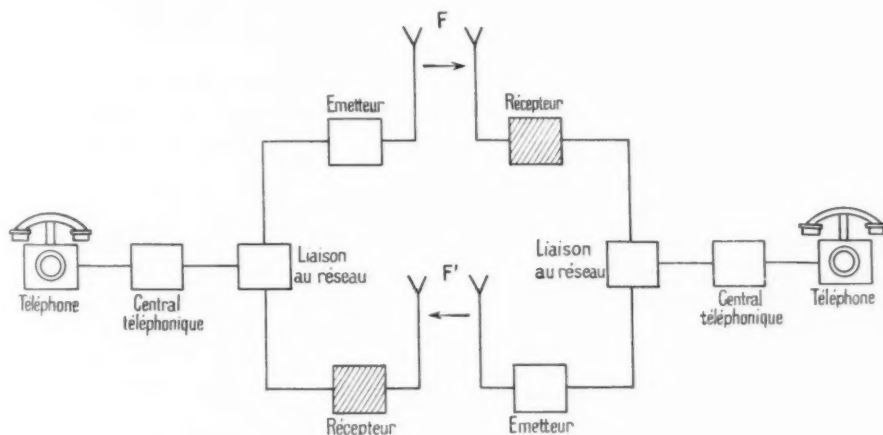 F
Emetteur
Récepteur
Téléphone
Central
téléphonique
Liaison
au réseau
F'
Liaison
au réseau
Central
téléphonique
Téléphone
Récepteur
Emetteur